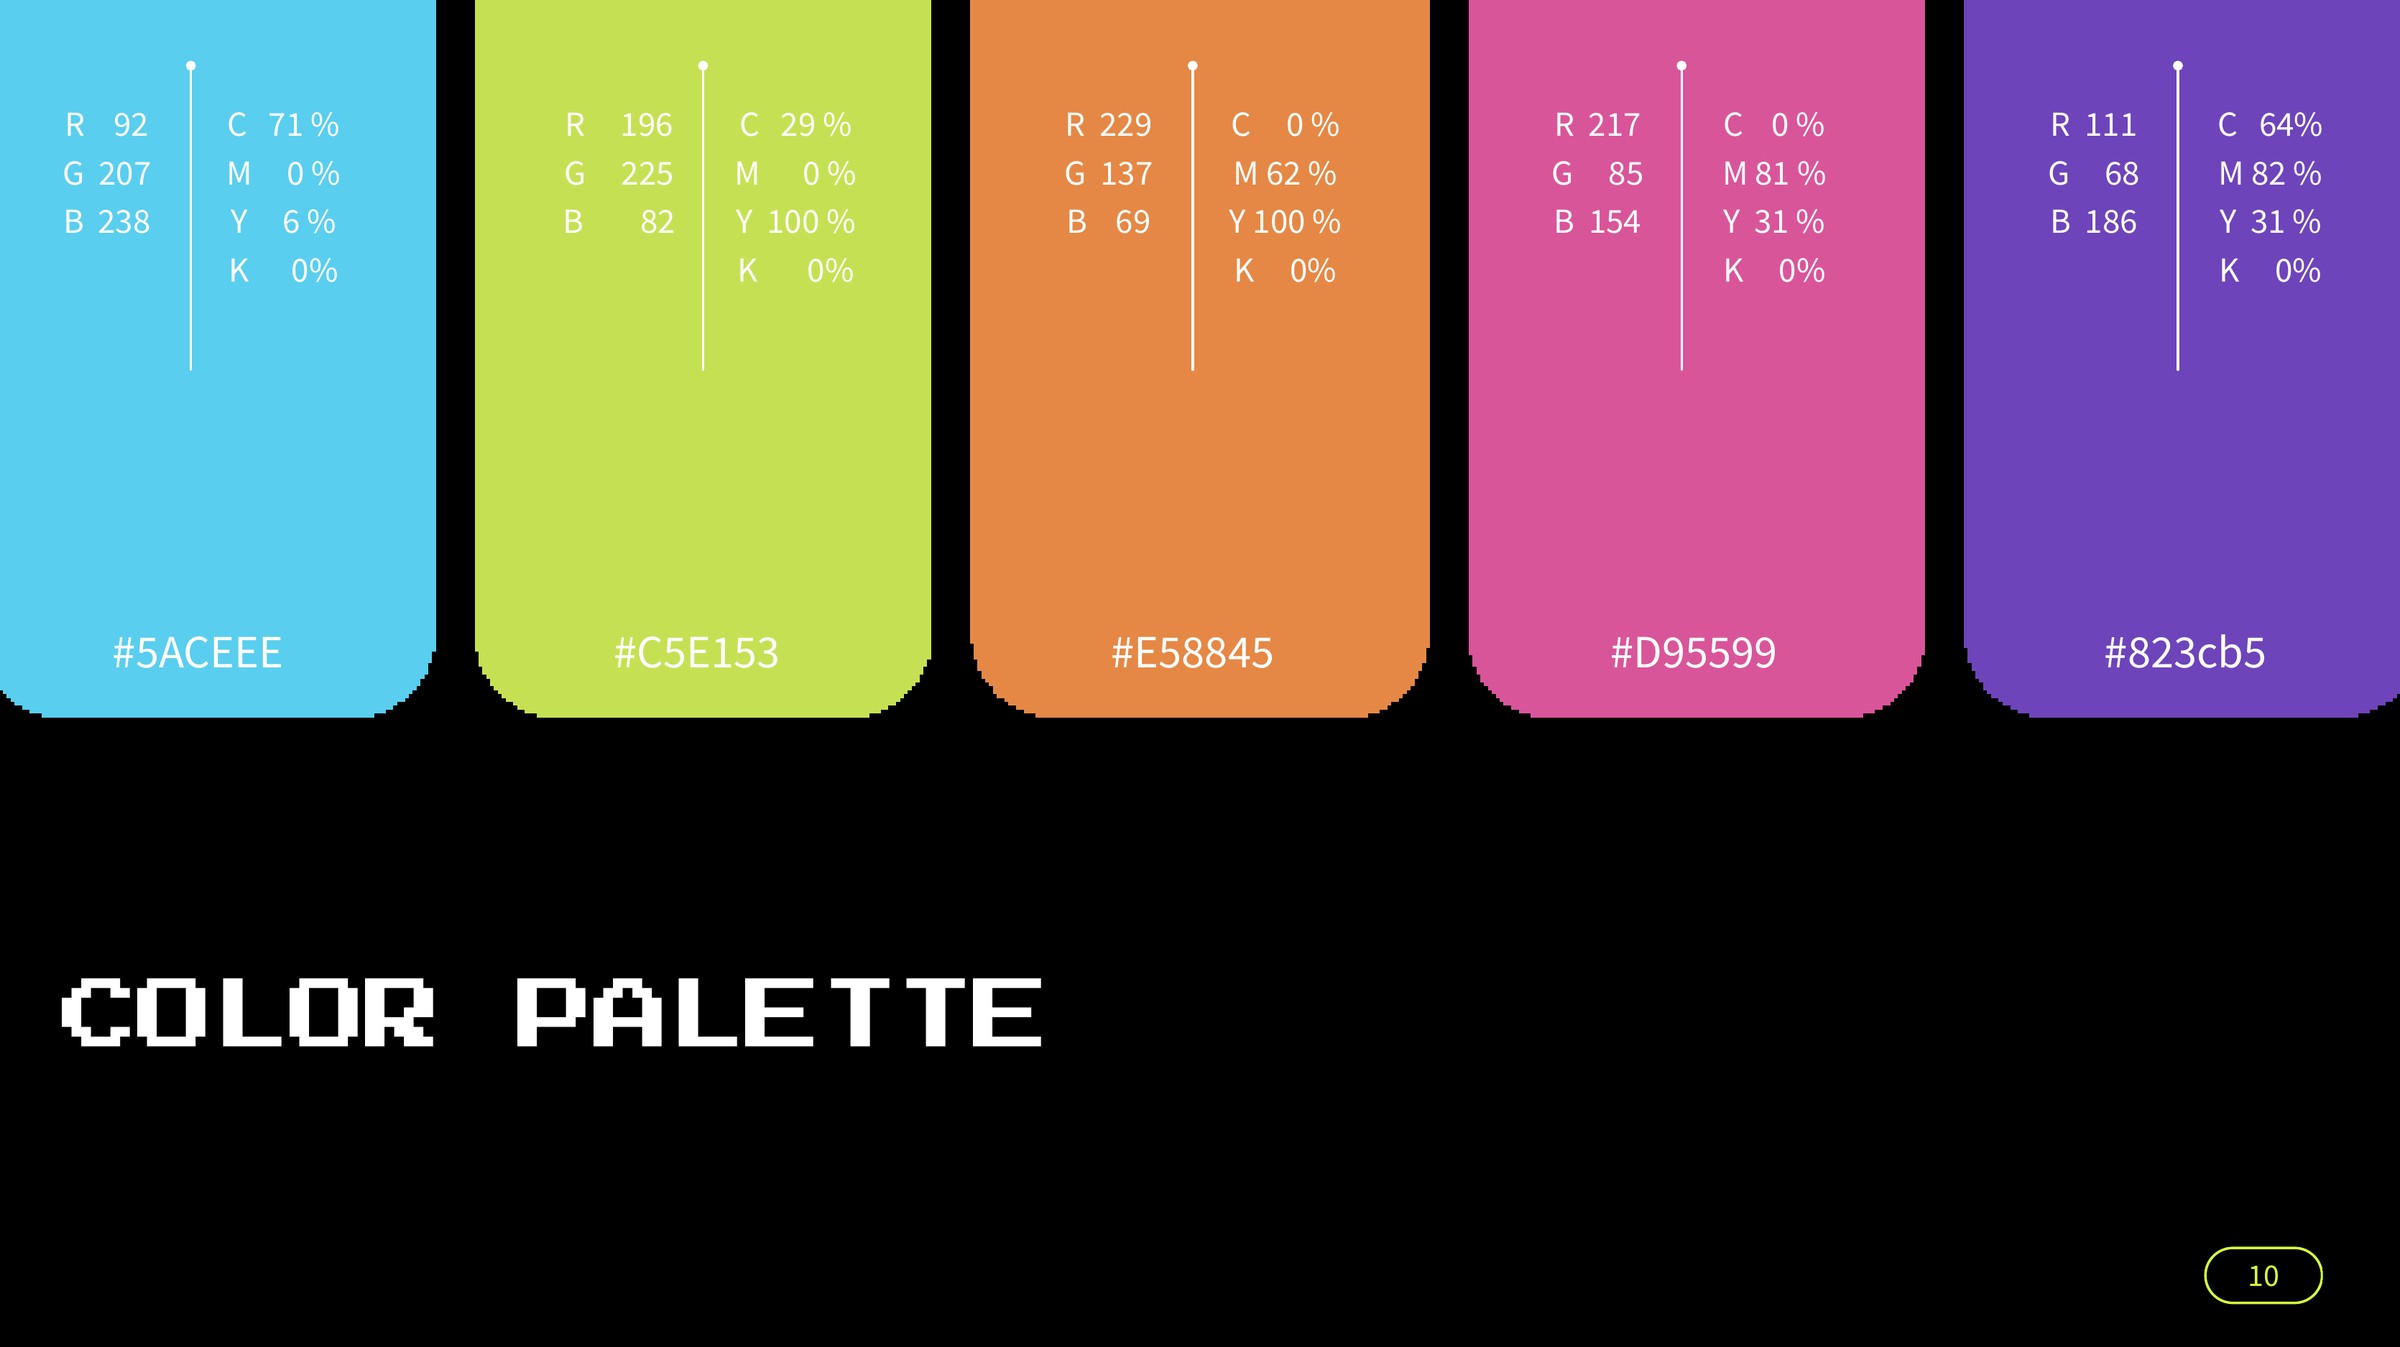 R 92
G 207
B 238
C 71 %
M 0 %
Y 6 %
K 0%
#5ACEEE
R 196
G 225
B 82
C 29 %
M 0 %
Y 100 %
K 0%
#C5E153
R 229
G 137
B 69
C 0 %
M 62 %
Y 100 %
K 0%
#E58845
R 217
G 85
B 154
C 0 %
M 81 %
Y 31 %
K 0%
#D95599
R 111
G 68
B 186
C 64%
M 82 %
Y 31 %
K 0%
#823cb5
COLOR PALETTE
10